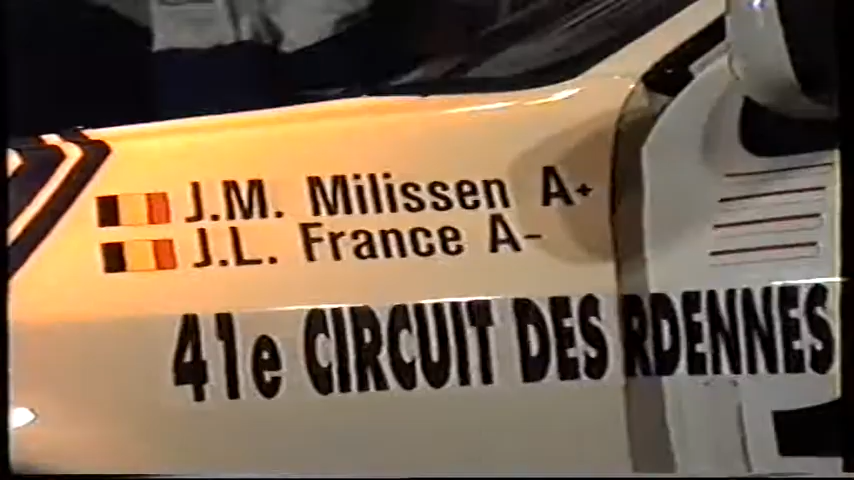 J.M. Milissen A+
J.L. France A-
41e CIRCUIT DES RDENNES